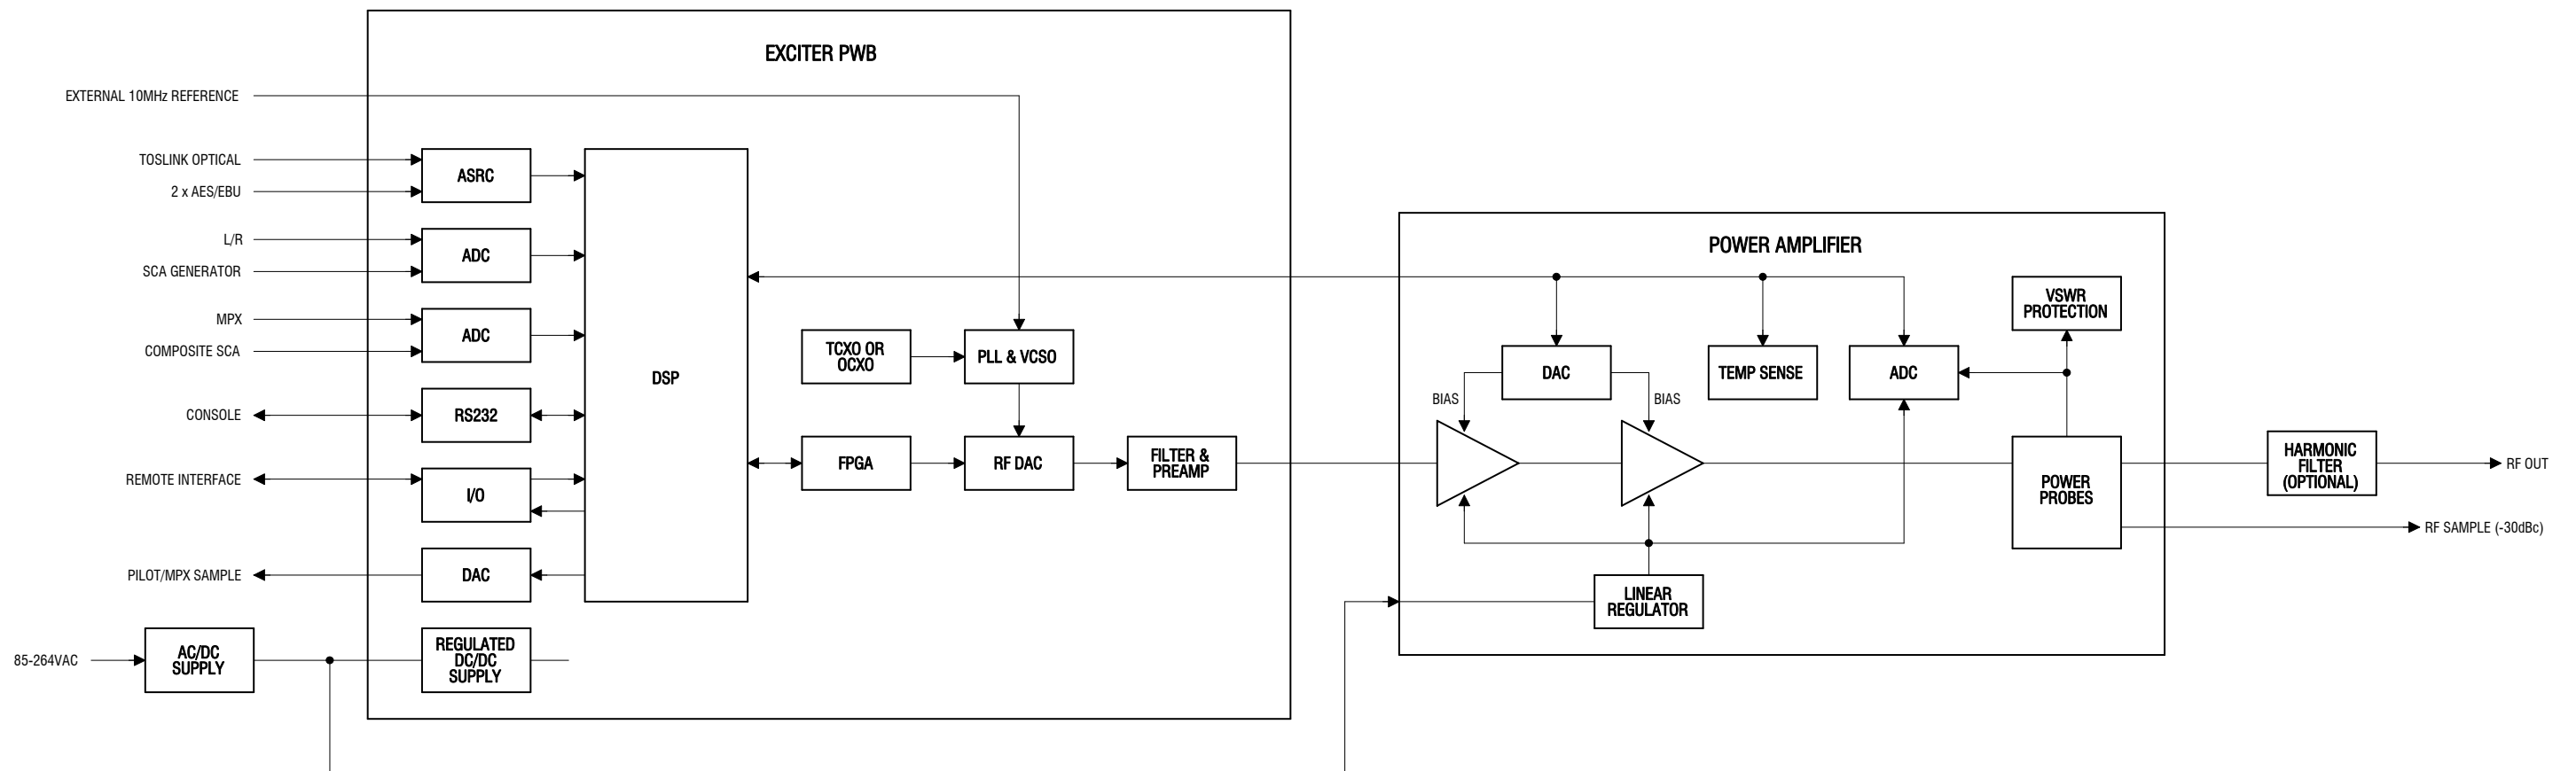 EXCITER PWB
EXTERNAL 10MHz REFERENCE
TOSLINK OPTICAL
2 x AES/EBU
ASRC
L/R
SCA GENERATOR
ADC
MPX
COMPOSITE SCA
ADC
CONSOLE
RS232
REMOTE INTERFACE
I/O
PILOT/MPX SAMPLE
DAC
85-264VAC
AC/DC
SUPPLY
REGULATED
DC/DC
SUPPLY
DSP
TCXO OR
OCXO
PLL & VCSO
FPGA
RF DAC
FILTER &
PREAMP
POWER AMPLIFIER
VSWR
PROTECTION
DAC
TEMP SENSE
ADC
BIAS
BIAS
POWER
PROBES
LINEAR
REGULATOR
HARMONIC
FILTER
(OPTIONAL)
RF OUT
RF SAMPLE (-30dBc)